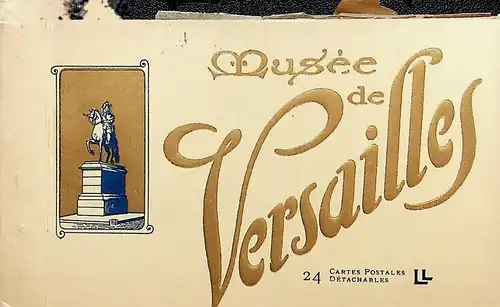 Musée
de
Versailles
24 CARTES POSTALES
DÉTACHABLES
LL